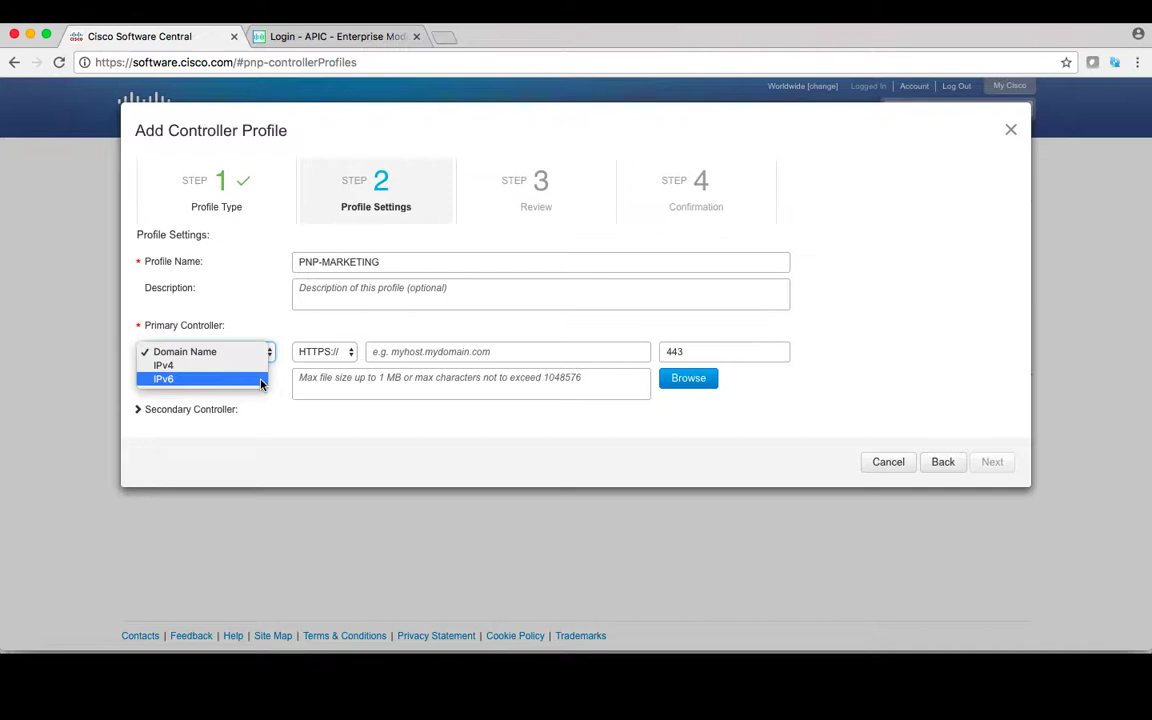 Cisco Software Central
Login - APIC - Enterprise Mod
https://software.cisco.com/#pnp-controllerProfiles
Worldwide [change] Logged In Account Log Out My Cisco
Add Controller Profile
STEP 1 STEP 2 STEP 3 STEP 4
Profile Type Profile Settings Review Confirmation
Profile Settings:
* Profile Name: PNP-MARKETING
Description: Description of this profile (optional)
* Primary Controller:
✓ Domain Name HTTPS:// e.g. myhost.mydomain.com 443
IPv4
IPv6 Max file size up to 1 MB or max characters not to exceed 1048576 Browse
Secondary Controller:
Cancel Back Next
Contacts | Feedback | Help | Site Map | Terms & Conditions | Privacy Statement | Cookie Policy | Trademarks